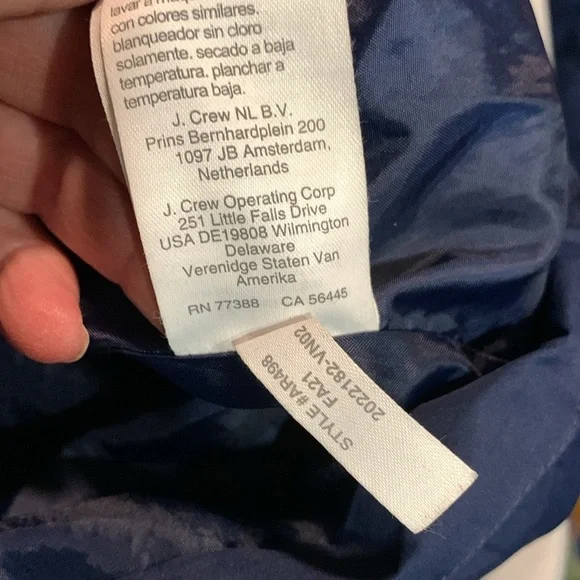 lavar a
con colores similares.
blanqueador sin cloro
solamente. secado a baja
temperatura. planchar a
temperatura baja.
J. Crew NL B.V.
Prins Bernhardplein 200
1097 JB Amsterdam,
Netherlands
J. Crew Operating Corp
251 Little Falls Drive
USA DE19808 Wilmington
Delaware
Verenidge Staten Van
Amerika
RN 77388 CA 56445
STYLE #AR498
FA21
2022182-VN02